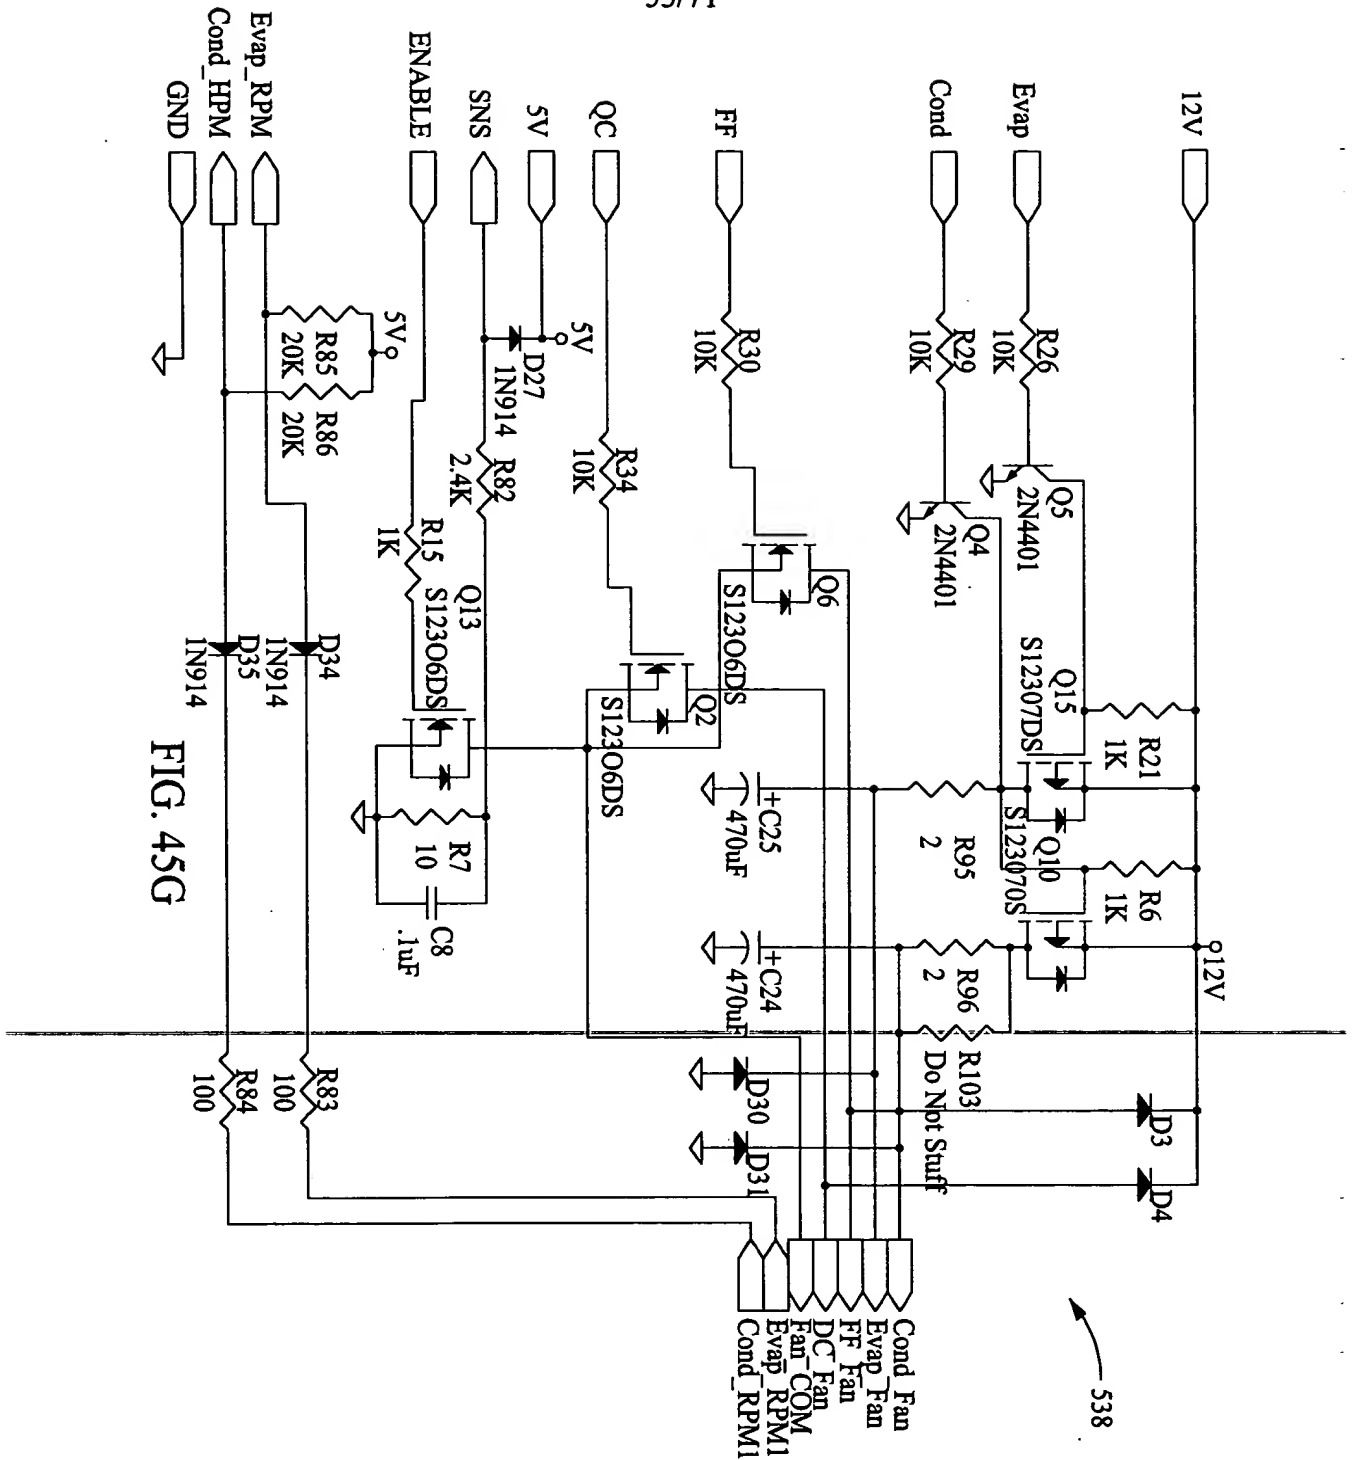 12V
Evap
Cond
FF
QC
5V
SNS
ENABLE
Evap_RPM
Cond_HPM
GND
R26
10K
R29
10K
R30
10K
R34
10K
5V
D27
1N914
R82
2.4K
R15
1K
5V
R85
20K
R86
20K
Q5
2N4401
Q4
2N4401
Q6
S123O6DS
Q2
S123O6DS
Q13
S123O6DS
D34
1N914
D35
1N914
Q15
S12307DS
R21
1K
Q10
S123070S
R6
1K
12V
R95
2
+C25
470uF
R96
2
+C24
470uF
R103
Do Not Stuff
R7
10
C8
.1uF
D30
D31
D3
D4
R83
100
R84
100
Cond_Fan
Evap_Fan
FF_Fan
DC_Fan
Fan_COM
Evap_RPM1
Cond_RPM1
538
FIG. 45G